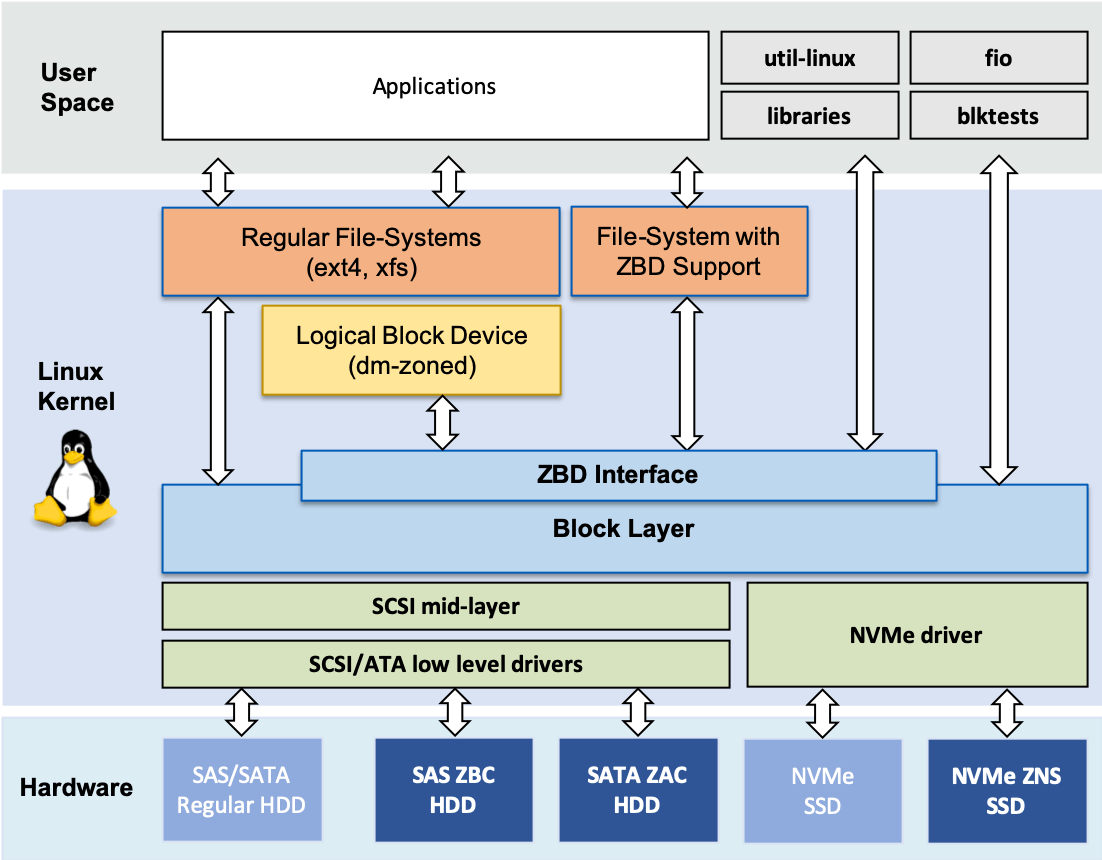 User
Space
Applications
util-linux
fio
libraries
blktests
Regular File-Systems
(ext4, xfs)
File-System with
ZBD Support
Logical Block Device
(dm-zoned)
Linux
Kernel
ZBD Interface
Block Layer
SCSI mid-layer
NVMe driver
SCSI/ATA low level drivers
Hardware
SAS/SATA
Regular HDD
SAS ZBC
HDD
SATA ZAC
HDD
NVMe
SSD
NVMe ZNS
SSD